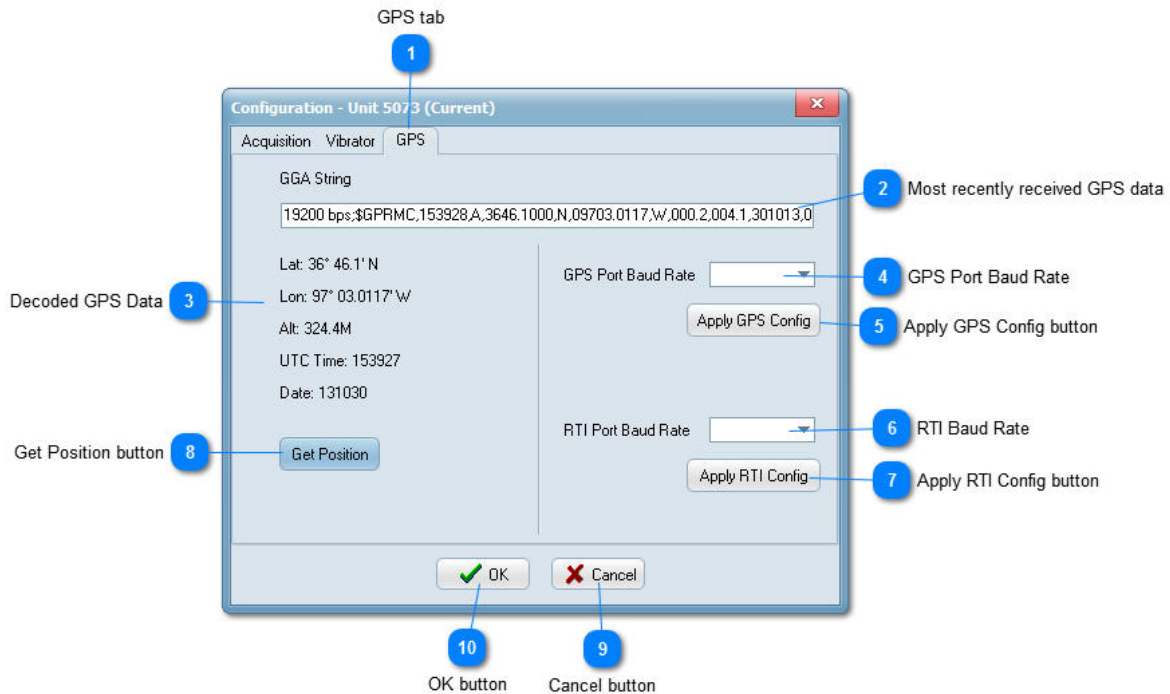 GPS tab
1
Configuration - Unit 5073 (Current)
Acquisition Vibrator GPS
GGA String
2 Most recently received GPS data
19200 bps;$GPRMC,153928,A,3646.1000,N,09703.0117,W,000.2,004.1,301013,0
Lat: 36° 46.1' N
GPS Port Baud Rate
4 GPS Port Baud Rate
Decoded GPS Data 3
Lon: 97° 03.0117' W
Apply GPS Config
5 Apply GPS Config button
Alt: 324.4M
UTC Time: 153927
Date: 131030
RTI Port Baud Rate
6 RTI Baud Rate
Get Position button 8
Get Position
Apply RTI Config
7 Apply RTI Config button
OK
Cancel
10
9
OK button
Cancel button